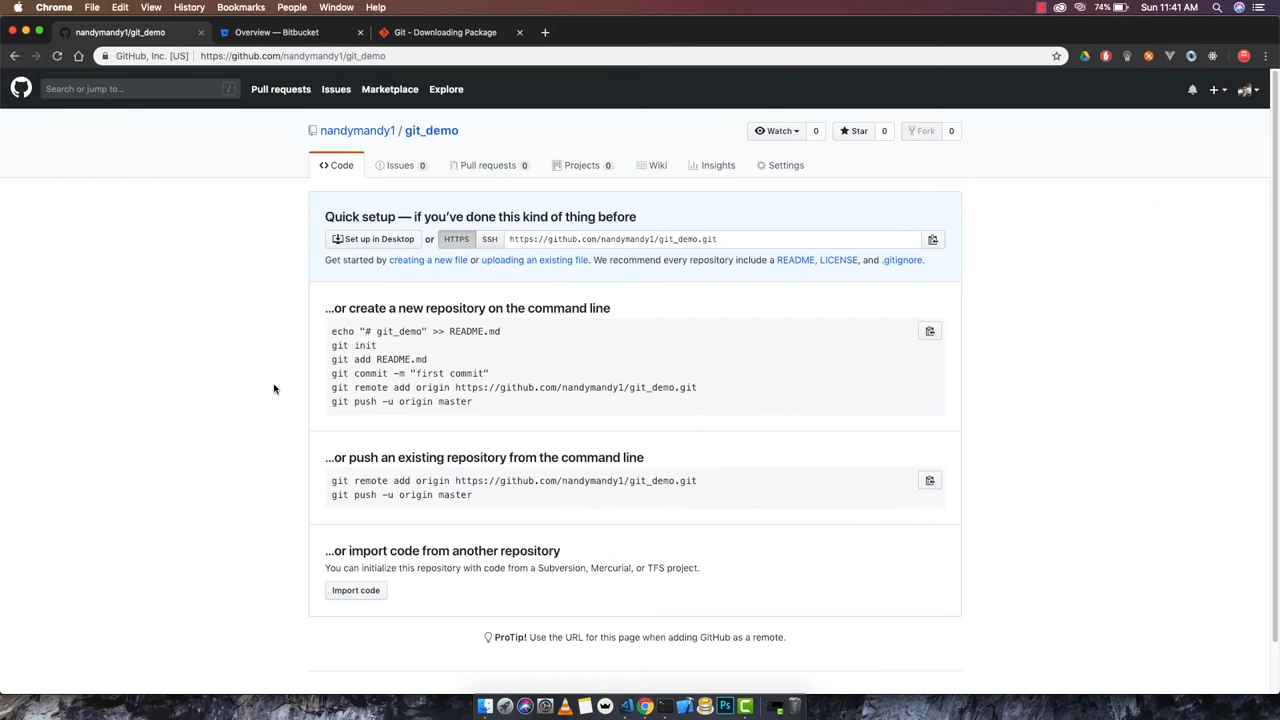 Chrome File Edit View History Bookmarks People Window Help 74% Sun 11:41 AM
nandymandy1/git_demo Overview — Bitbucket Git - Downloading Package
GitHub, Inc. [US] https://github.com/nandymandy1/git_demo
Search or jump to... / Pull requests Issues Marketplace Explore
nandymandy1 / git_demo Watch 0 Star 0 Fork 0
Code Issues 0 Pull requests 0 Projects 0 Wiki Insights Settings
Quick setup — if you've done this kind of thing before
Set up in Desktop or HTTPS SSH https://github.com/nandymandy1/git_demo.git
Get started by creating a new file or uploading an existing file. We recommend every repository include a README, LICENSE, and .gitignore.
...or create a new repository on the command line
echo "# git_demo" >> README.md
git init
git add README.md
git commit -m "first commit"
git remote add origin https://github.com/nandymandy1/git_demo.git
git push -u origin master
...or push an existing repository from the command line
git remote add origin https://github.com/nandymandy1/git_demo.git
git push -u origin master
...or import code from another repository
You can initialize this repository with code from a Subversion, Mercurial, or TFS project.
Import code
ProTip! Use the URL for this page when adding GitHub as a remote.
Ps